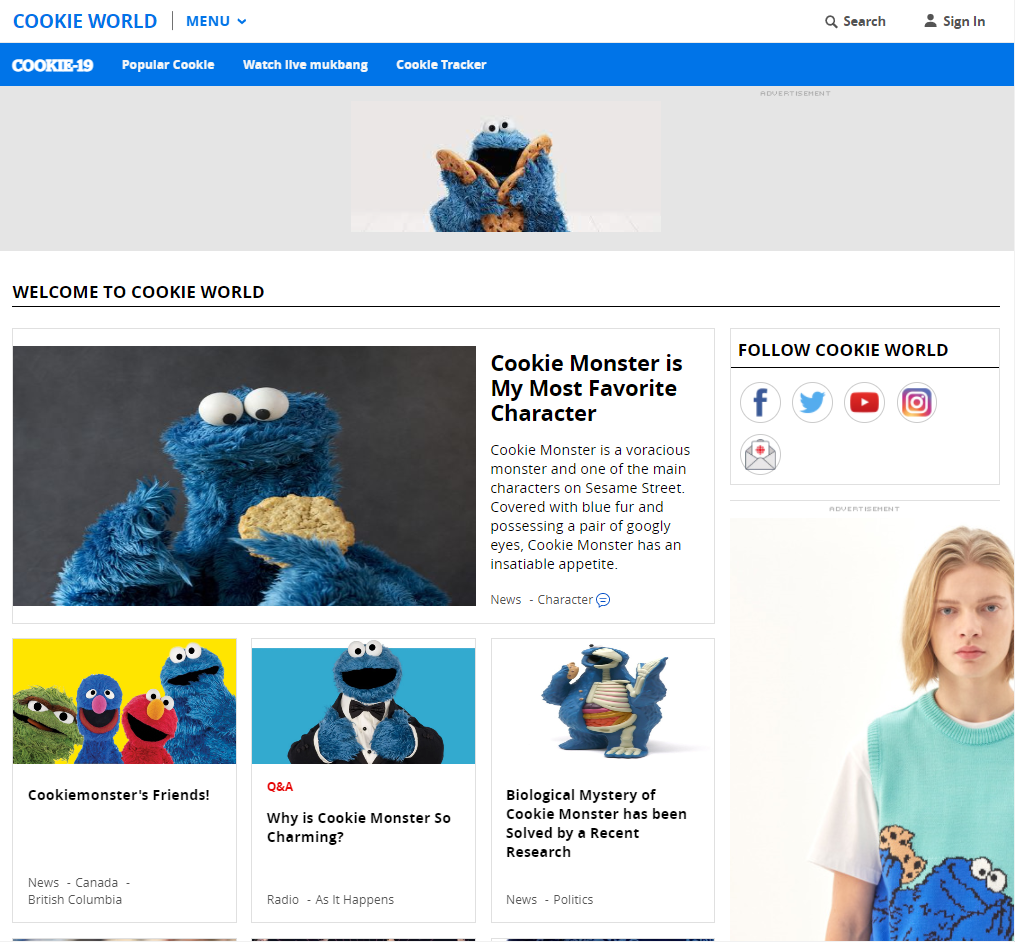 COOKIE WORLD
MENU
Search
Sign In
COOKIE-19
Popular Cookie
Watch live mukbang
Cookie Tracker
ADVERTISEMENT
WELCOME TO COOKIE WORLD
Cookie Monster is
My Most Favorite
Character
Cookie Monster is a voracious
monster and one of the main
characters on Sesame Street.
Covered with blue fur and
possessing a pair of googly
eyes, Cookie Monster has an
insatiable appetite.
News - Character
FOLLOW COOKIE WORLD
ADVERTISEMENT
Cookiemonster's Friends!
News - Canada -
British Columbia
Q&A
Why is Cookie Monster So
Charming?
Radio - As It Happens
Biological Mystery of
Cookie Monster has been
Solved by a Recent
Research
News - Politics